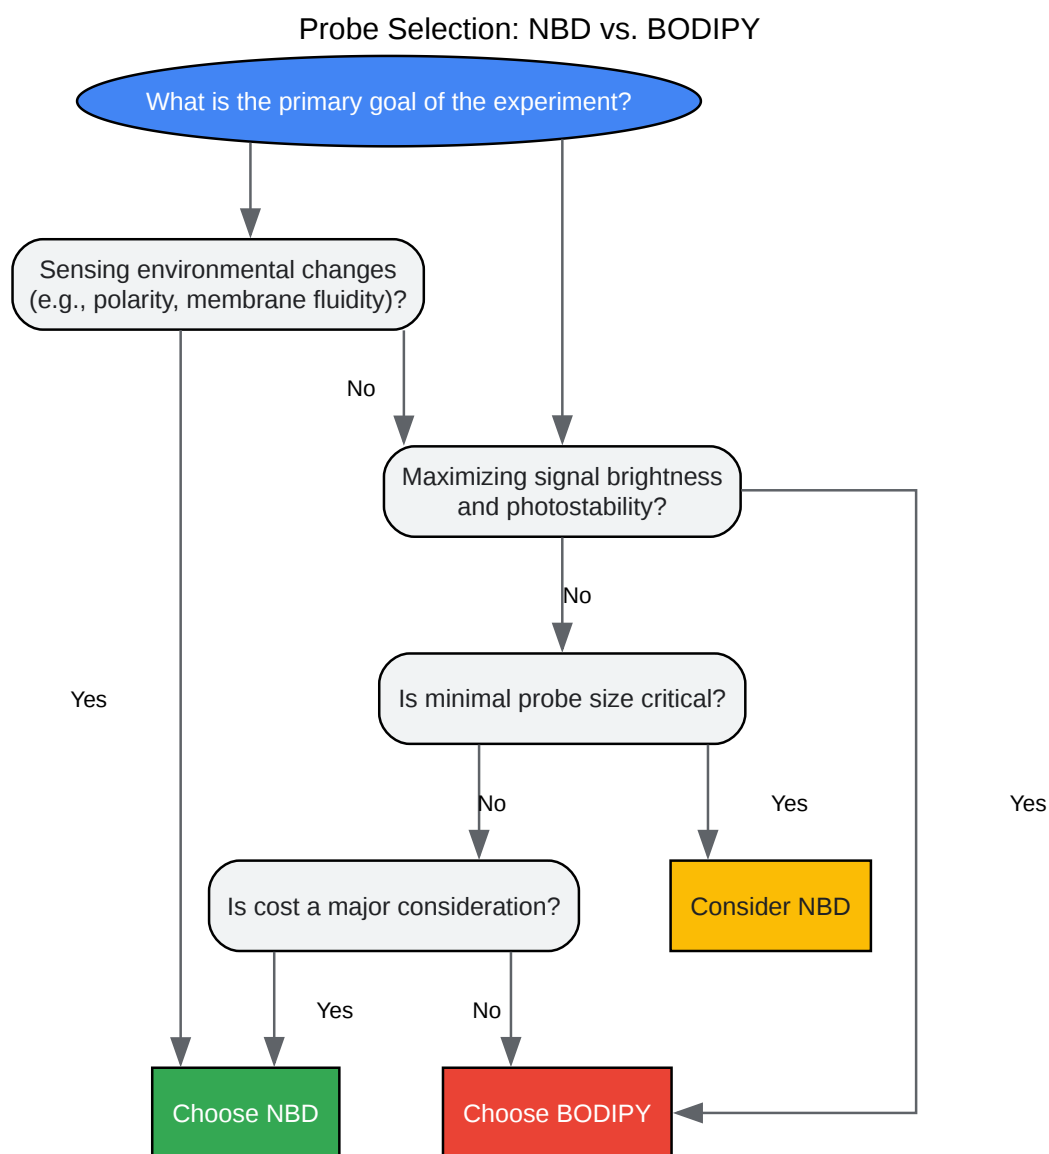 Probe Selection: NBD vs. BODIPY
What is the primary goal of the experiment?
Sensing environmental changes
(e.g., polarity, membrane fluidity)?
No
Maximizing signal brightness
and photostability?
No
Yes
Is minimal probe size critical?
No
Yes
Yes
Is cost a major consideration?
Consider NBD
Yes
No
Choose NBD
Choose BODIPY